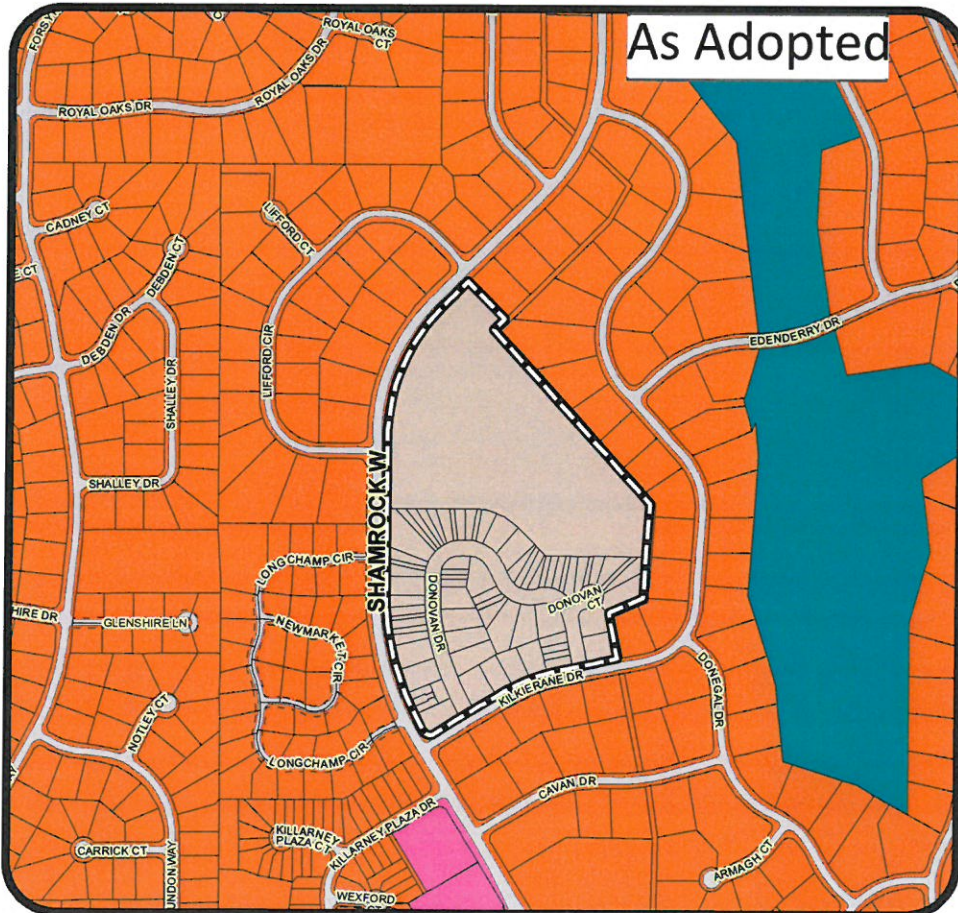 As Adopted
ROYAL OAKS
CT
ROYAL OAKS DR
ROYAL OAKS DR
CADNEY CT
LIFFORD CT
DEBDEN CT
DEBDEN DR
LIFFORD CIR
SHALLEY DR
EDENDERRY DR
SHALLEY DR
SHAMROCK W
LONGCHAMP CIR
DONOVAN DR
DONOVAN
CT
GLENSHIRE LN
NEWMARKET CIR
KILKIERANE DR
DONEGAL DR
NOTLEY CT
LONGCHAMP CIR
CAVAN DR
KILLARNEY PLAZA DR
KILLARNEY
PLAZA CT
CARRICK CT
ARMAGH CT
WEXFORD